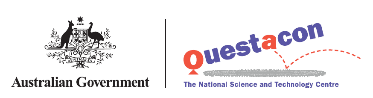 Australian Government
Questacon
The National Science and Technology Centre